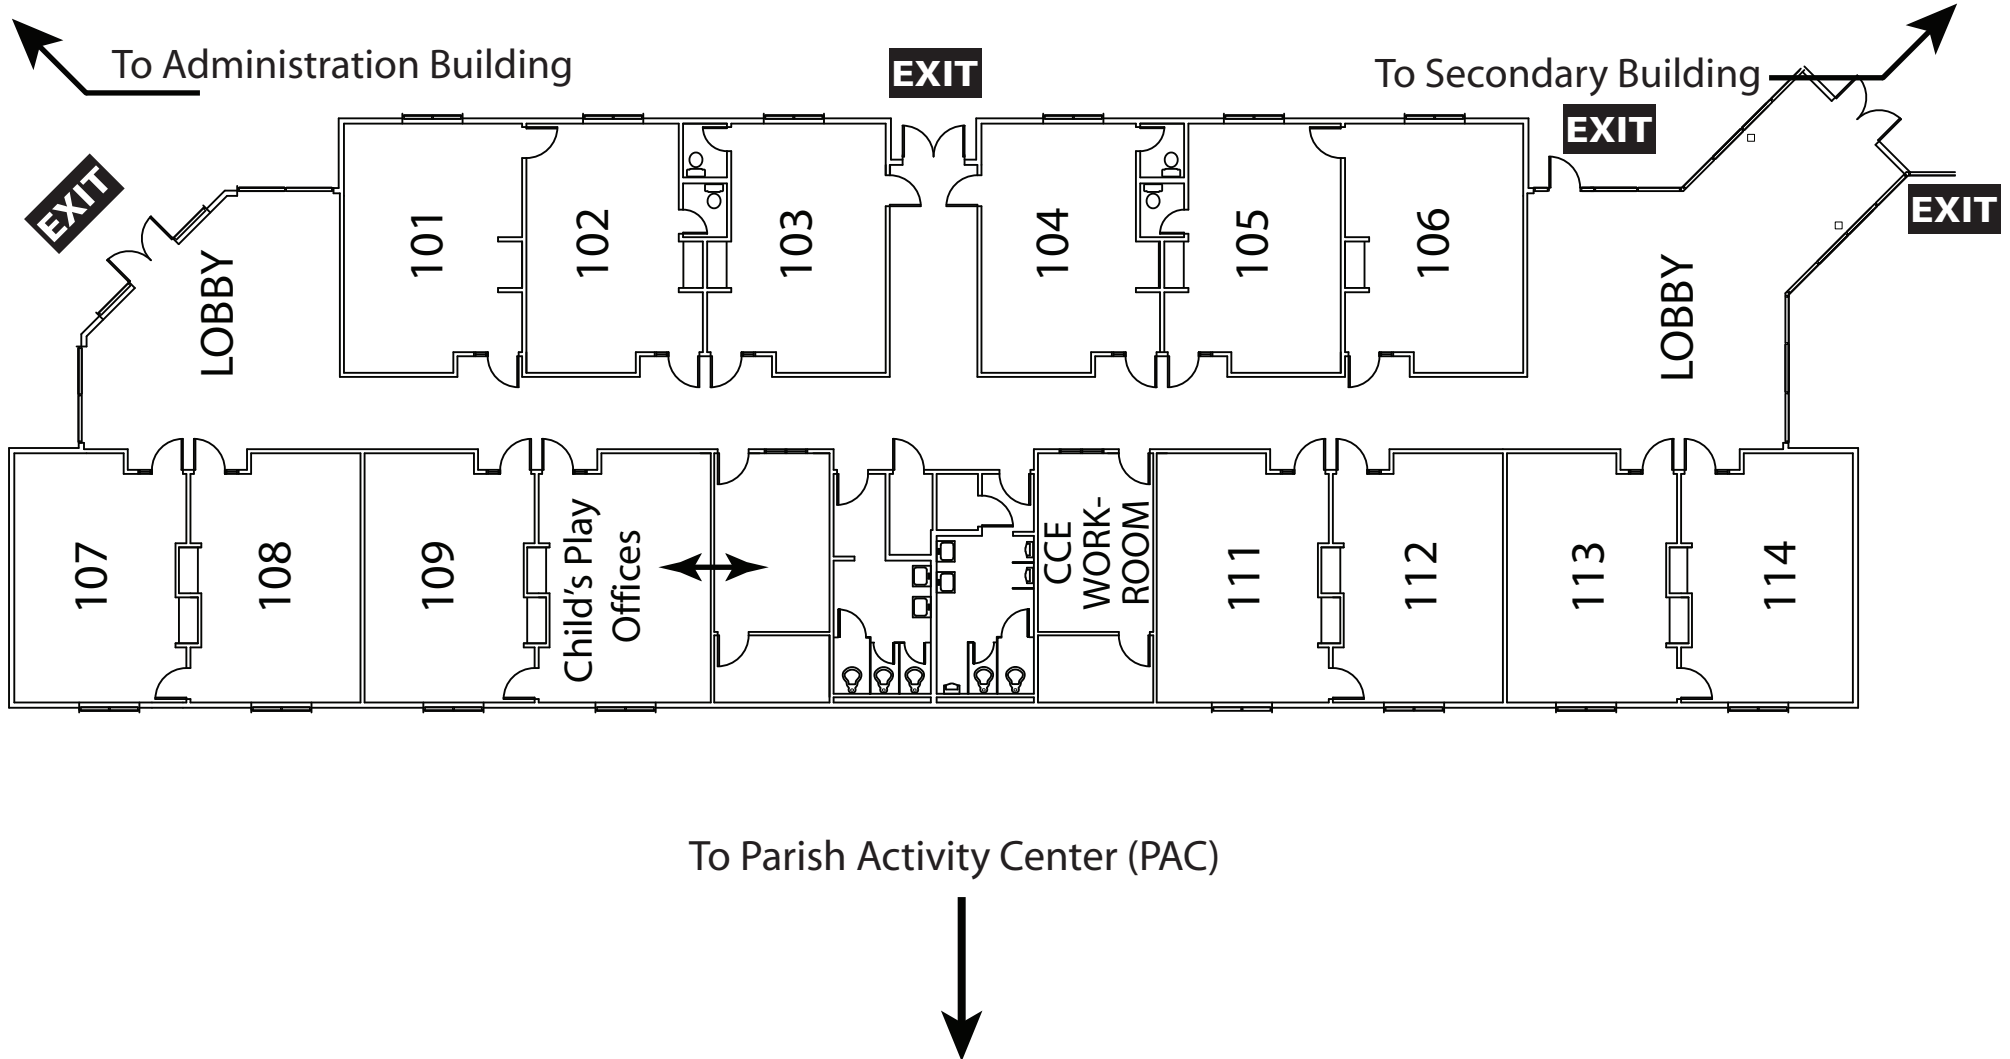 To Administration Building
EXIT
To Secondary Building
EXIT
EXIT
EXIT
LOBBY
101
102
103
104
105
106
LOBBY
107
108
109
Child's Play
Offices
CCE
WORK-
ROOM
111
112
113
114
To Parish Activity Center (PAC)